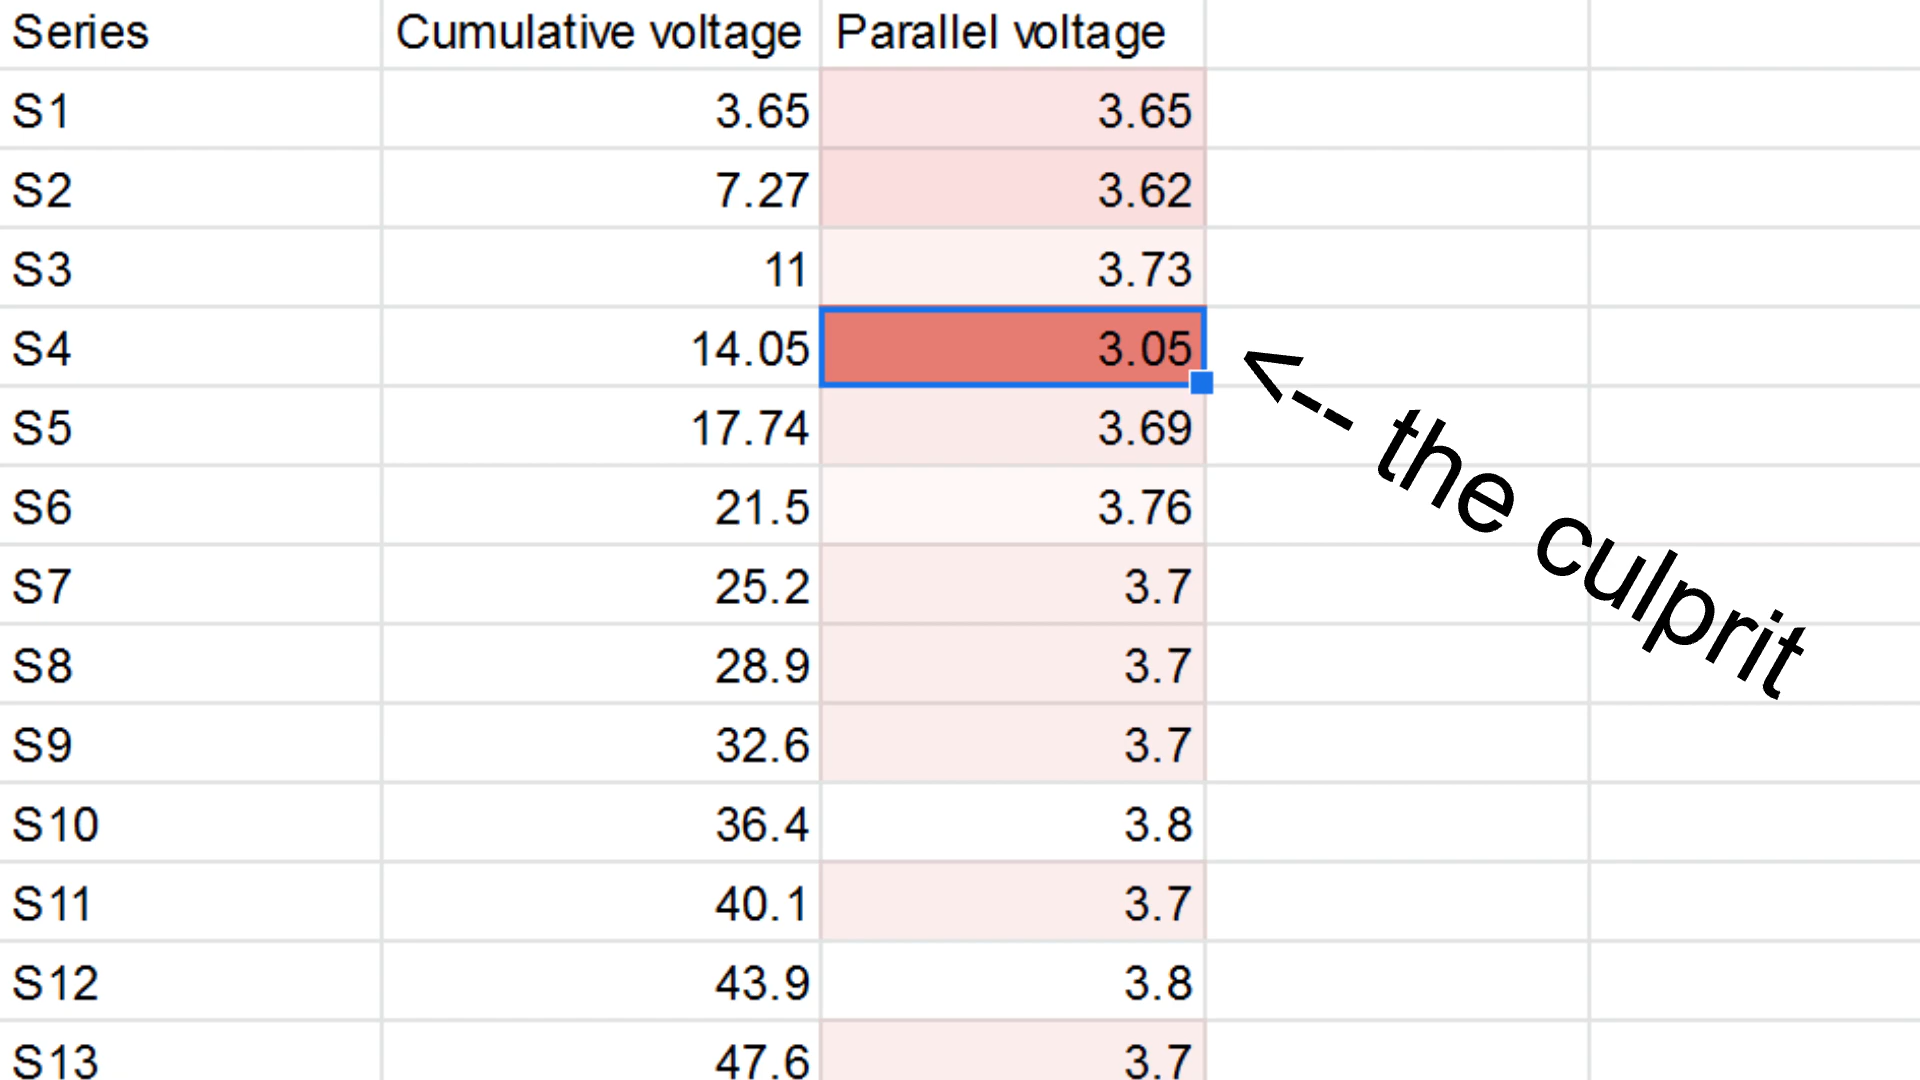 Series Cumulative voltage Parallel voltage
S1 3.65 3.65
S2 7.27 3.62
S3 11 3.73
S4 14.05 3.05
S5 17.74 3.69
S6 21.5 3.76
S7 25.2 3.7
S8 28.9 3.7
S9 32.6 3.7
S10 36.4 3.8
S11 40.1 3.7
S12 43.9 3.8
S13 47.6 3.7
<-- the culprit